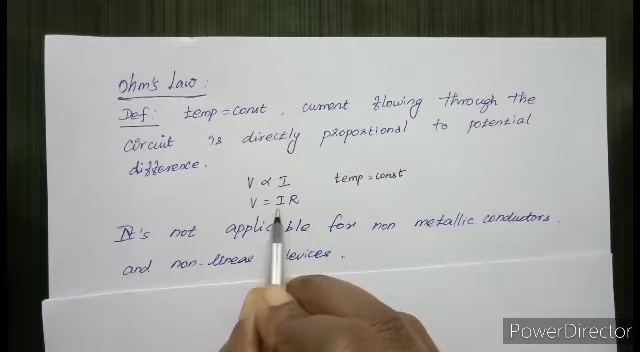 Ohm's Law:
Def: temp = const, current flowing through the
circuit is directly proportional to potential
difference.
V ∝ I temp = const
V = IR
It's not applicable for non metallic conductors.
and non-linear devices.
PowerDirector